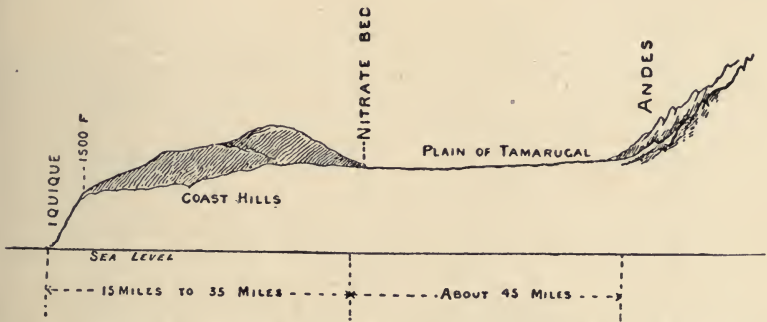 IQUIQUE
1500 F
COAST HILLS
NITRATE BED
PLAIN OF TAMARUGAL
ANDES
SEA LEVEL
15 MILES TO 35 MILES
ABOUT 45 MILES